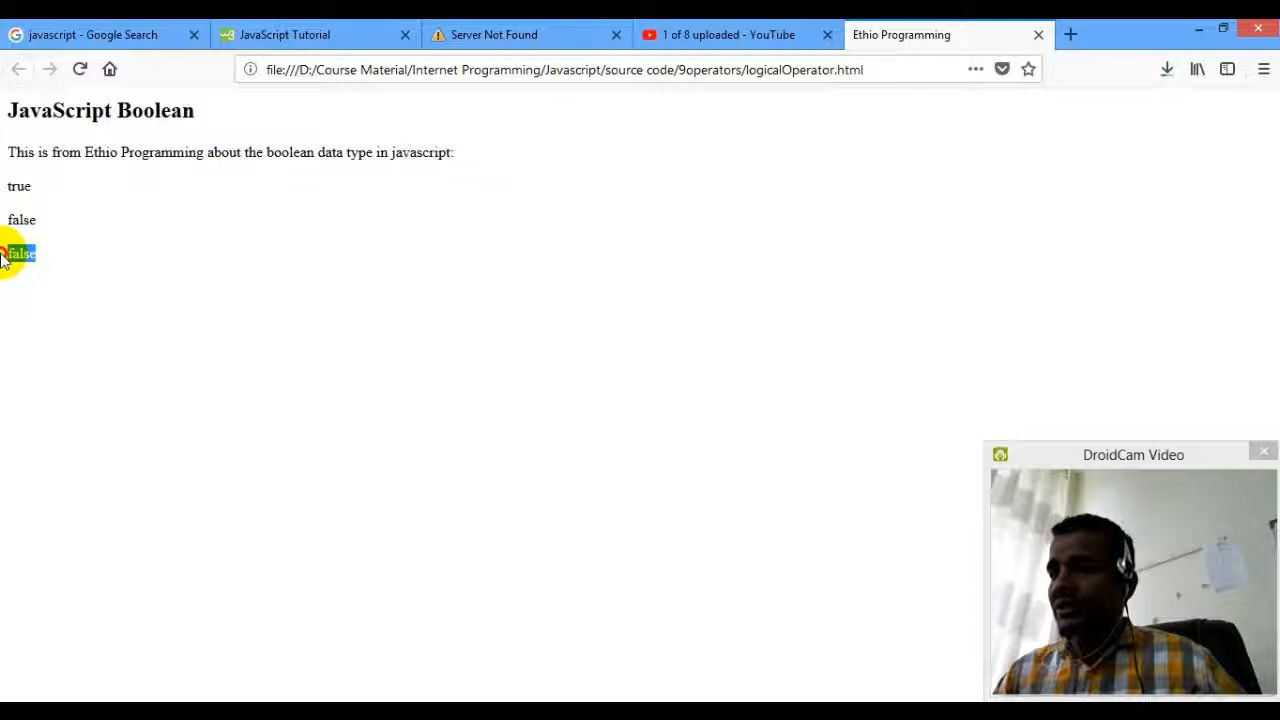 javascript - Google Search
JavaScript Tutorial
Server Not Found
1 of 8 uploaded - YouTube
Ethio Programming
file:///D:/Course Material/Internet Programming/Javascript/source code/9operators/logicalOperator.html
JavaScript Boolean
This is from Ethio Programming about the boolean data type in javascript:
true
false
false
DroidCam Video